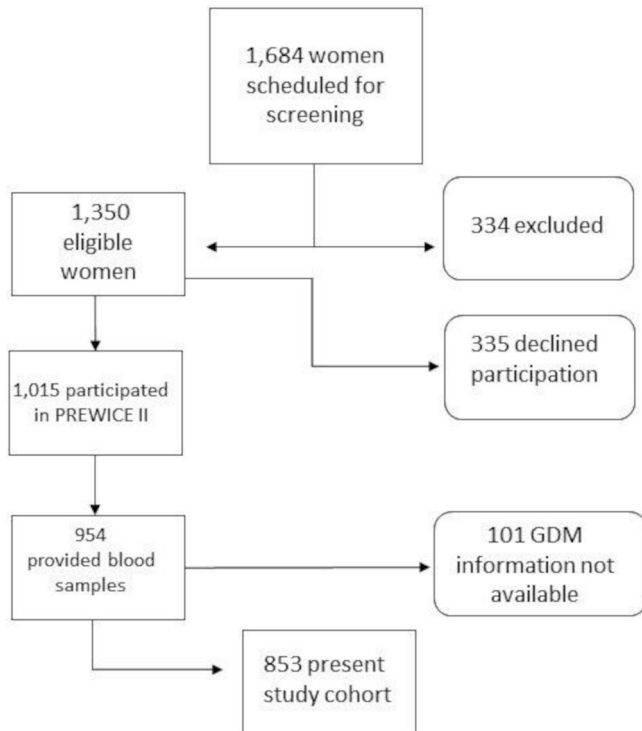 1,684 women
scheduled for
screening
1,350
eligible
women
334 excluded
335 declined
participation
1,015 participated
in PREWICE II
954
provided blood
samples
101 GDM
information not
available
853 present
study cohort